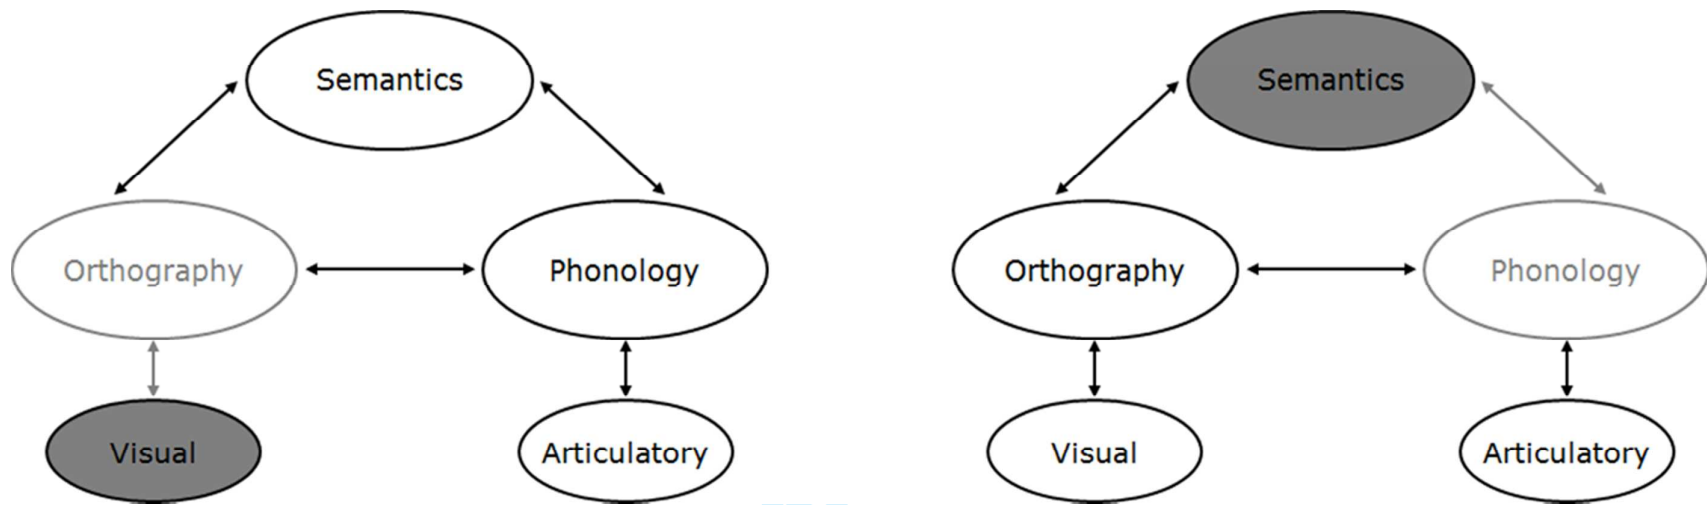 Semantics
Orthography
Phonology
Visual
Articulatory
Semantics
Orthography
Phonology
Visual
Articulatory